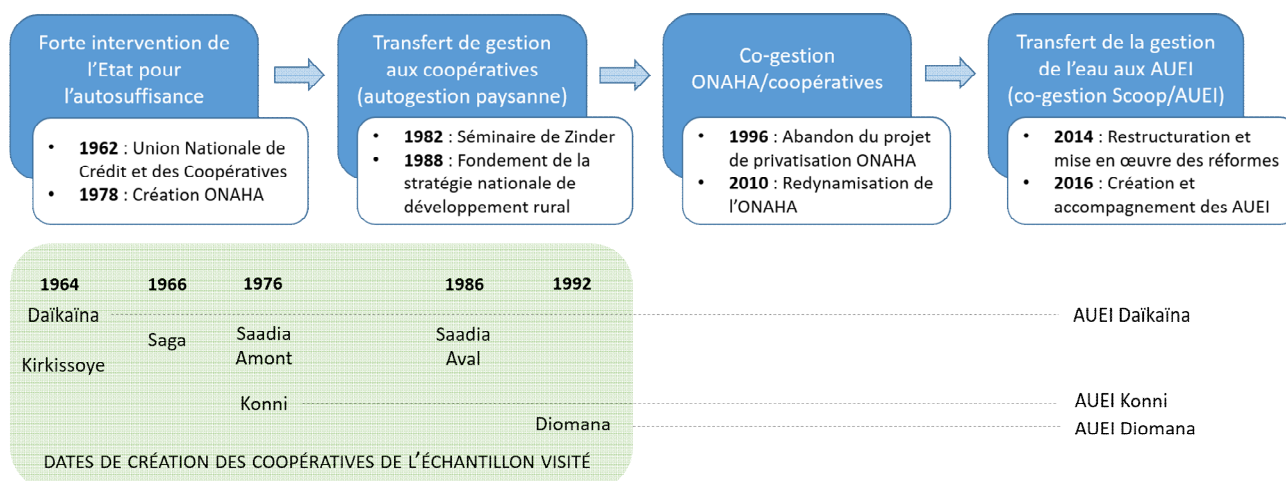 Forte intervention de
l'Etat pour
l'autosuffisance
• 1962 : Union Nationale de
Crédit et des Coopératives
• 1978 : Création ONAHA
Transfert de gestion
aux coopératives
(autogestion paysanne)
• 1982 : Séminaire de Zinder
• 1988 : Fondement de la
stratégie nationale de
développement rural
Co-gestion
ONAHA/coopératives
• 1996 : Abandon du projet
de privatisation ONAHA
• 2010 : Redynamisation de
l'ONAHA
Transfert de la gestion
de l'eau aux AUEI
(co-gestion Scoop/AUEI)
• 2014 : Restructuration et
mise en œuvre des réformes
• 2016 : Création et
accompagnement des AUEI
1964 1966 1976 1986 1992
Daïkaïna
AUEI Daïkaïna
Saga
Saadia
Amont
Saadia
Aval
Kirkissoye
Konni
AUEI Konni
Diomana
AUEI Diomana
DATES DE CRÉATION DES COOPÉRATIVES DE L'ÉCHANTILLON VISITÉ